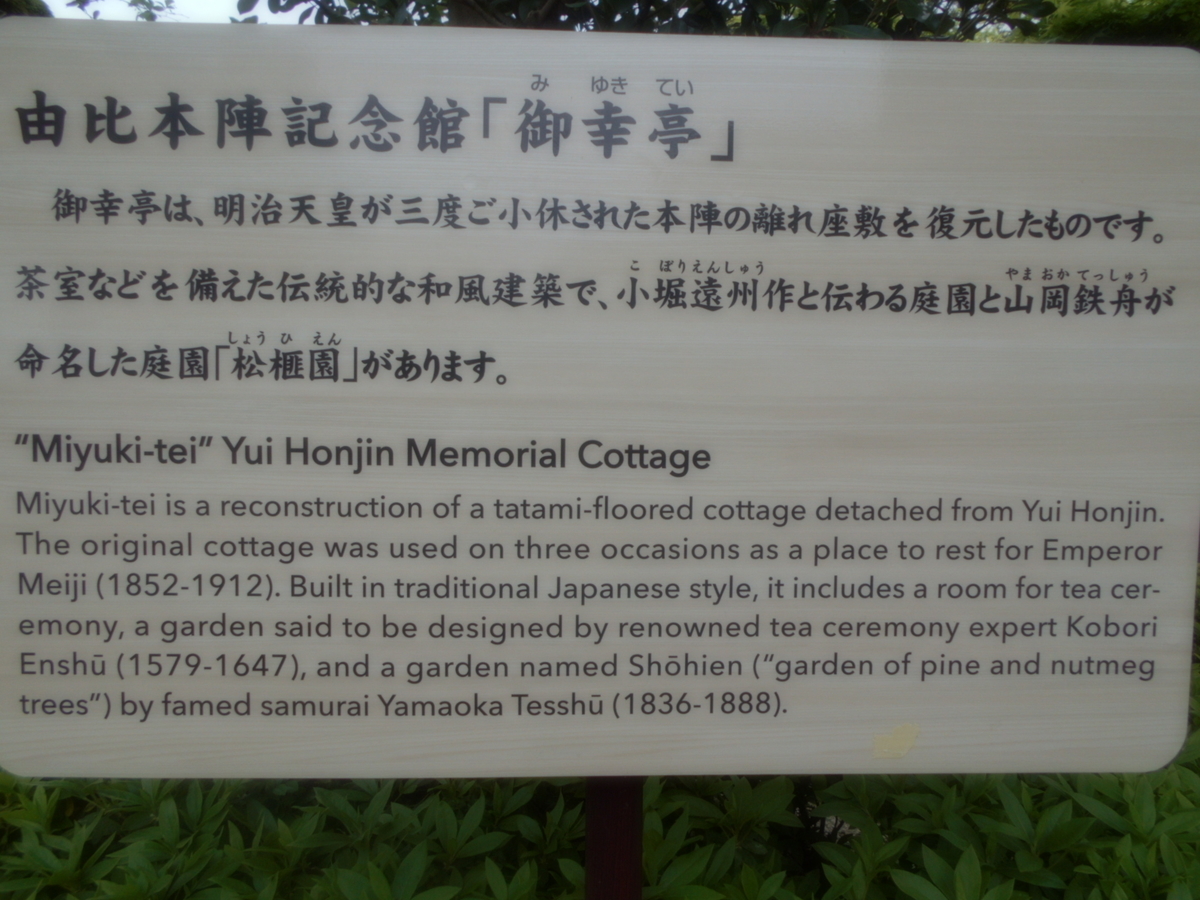 み ゆき てい
由比本陣記念館「御幸亭」
御幸亭は、明治天皇が三度ご小休された本陣の離れ座敷を復元したものです。
こ ぼりえんしゅう やま おか てっしゅう
茶室などを備えた伝統的な和風建築で、小堀遠州作と伝わる庭園と山岡鉄舟が
しょう ひ えん
命名した庭園「松榧園」があります。
“Miyuki-tei” Yui Honjin Memorial Cottage
Miyuki-tei is a reconstruction of a tatami-floored cottage detached from Yui Honjin.
The original cottage was used on three occasions as a place to rest for Emperor
Meiji (1852-1912). Built in traditional Japanese style, it includes a room for tea cer-
emony, a garden said to be designed by renowned tea ceremony expert Kobori
Enshū (1579-1647), and a garden named Shōhien (“garden of pine and nutmeg
trees”) by famed samurai Yamaoka Tesshū (1836-1888).